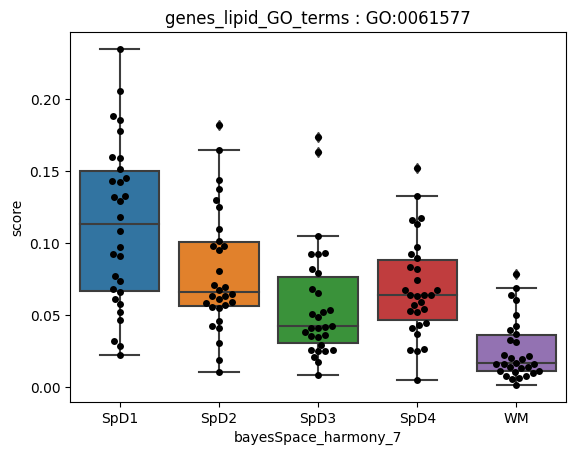 genes_lipid_GO_terms : GO:0061577
score
0.20
0.15
0.10
0.05
0.00
SpD1 SpD2 SpD3 SpD4 WM
bayesSpace_harmony_7